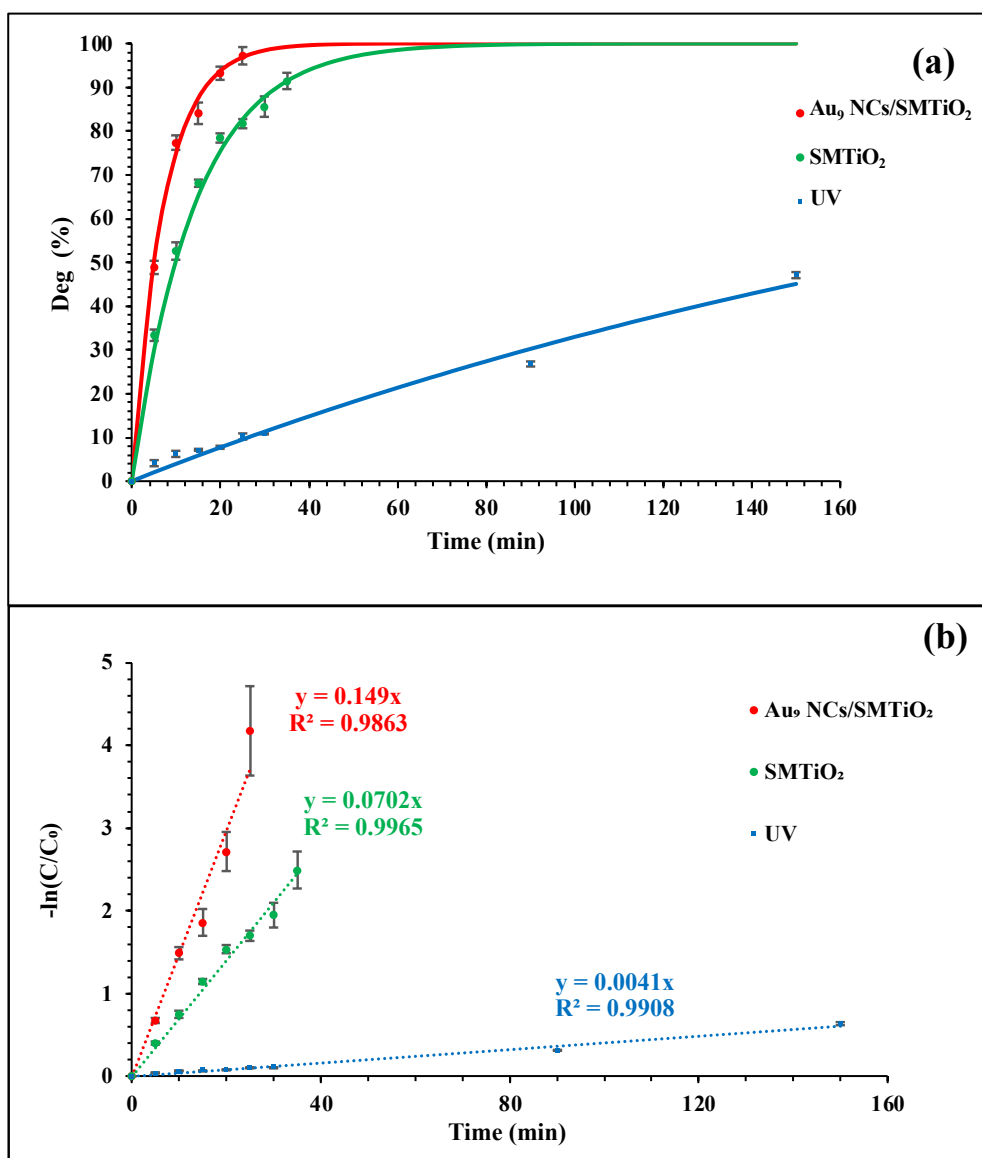 (a)
100
90
80
70
60
50
40
30
20
10
0
Deg (%)
0 20 40 60 80 100 120 140 160
Time (min)
Au₉ NCs/SMTiO₂
SMTiO₂
UV
(b)
5
4
3
2
1
0
-ln(C/C₀)
y = 0.149x
R² = 0.9863
y = 0.0702x
R² = 0.9965
y = 0.0041x
R² = 0.9908
Au₉ NCs/SMTiO₂
SMTiO₂
UV
0 40 80 120 160
Time (min)